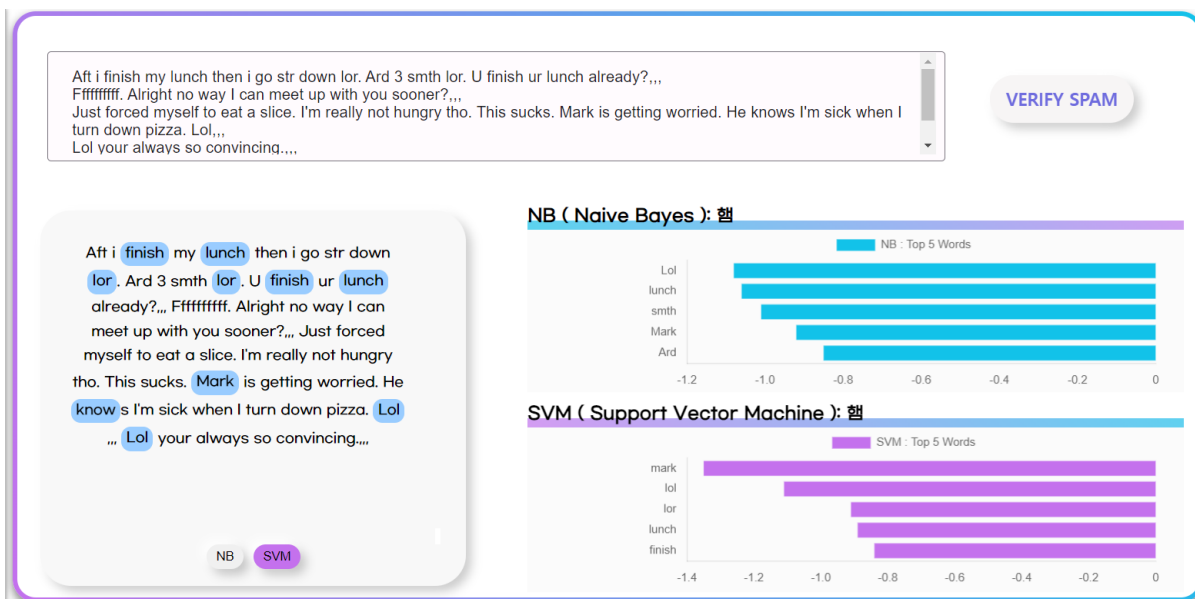 Aft i finish my lunch then i go str down lor. Ard 3 smth lor. U finish ur lunch already?,,,
Fffffffff. Alright no way I can meet up with you sooner?,,,
Just forced myself to eat a slice. I'm really not hungry tho. This sucks. Mark is getting worried. He knows I'm sick when I
turn down pizza. Lol,,,
Lol your always so convincing.,,,
VERIFY SPAM
Aft i finish my lunch then i go str down
lor. Ard 3 smth lor. U finish ur lunch
already?,,, Fffffffff. Alright no way I can
meet up with you sooner?,,, Just forced
myself to eat a slice. I'm really not hungry
tho. This sucks. Mark is getting worried. He
knows I'm sick when I turn down pizza. Lol
,,, Lol your always so convincing.,,,
NB SVM
NB ( Naive Bayes ): 햄
NB : Top 5 Words
Lol
lunch
smth
Mark
Ard
-1.2 -1.0 -0.8 -0.6 -0.4 -0.2 0
SVM ( Support Vector Machine ): 햄
SVM : Top 5 Words
mark
lol
lor
lunch
finish
-1.4 -1.2 -1.0 -0.8 -0.6 -0.4 -0.2 0